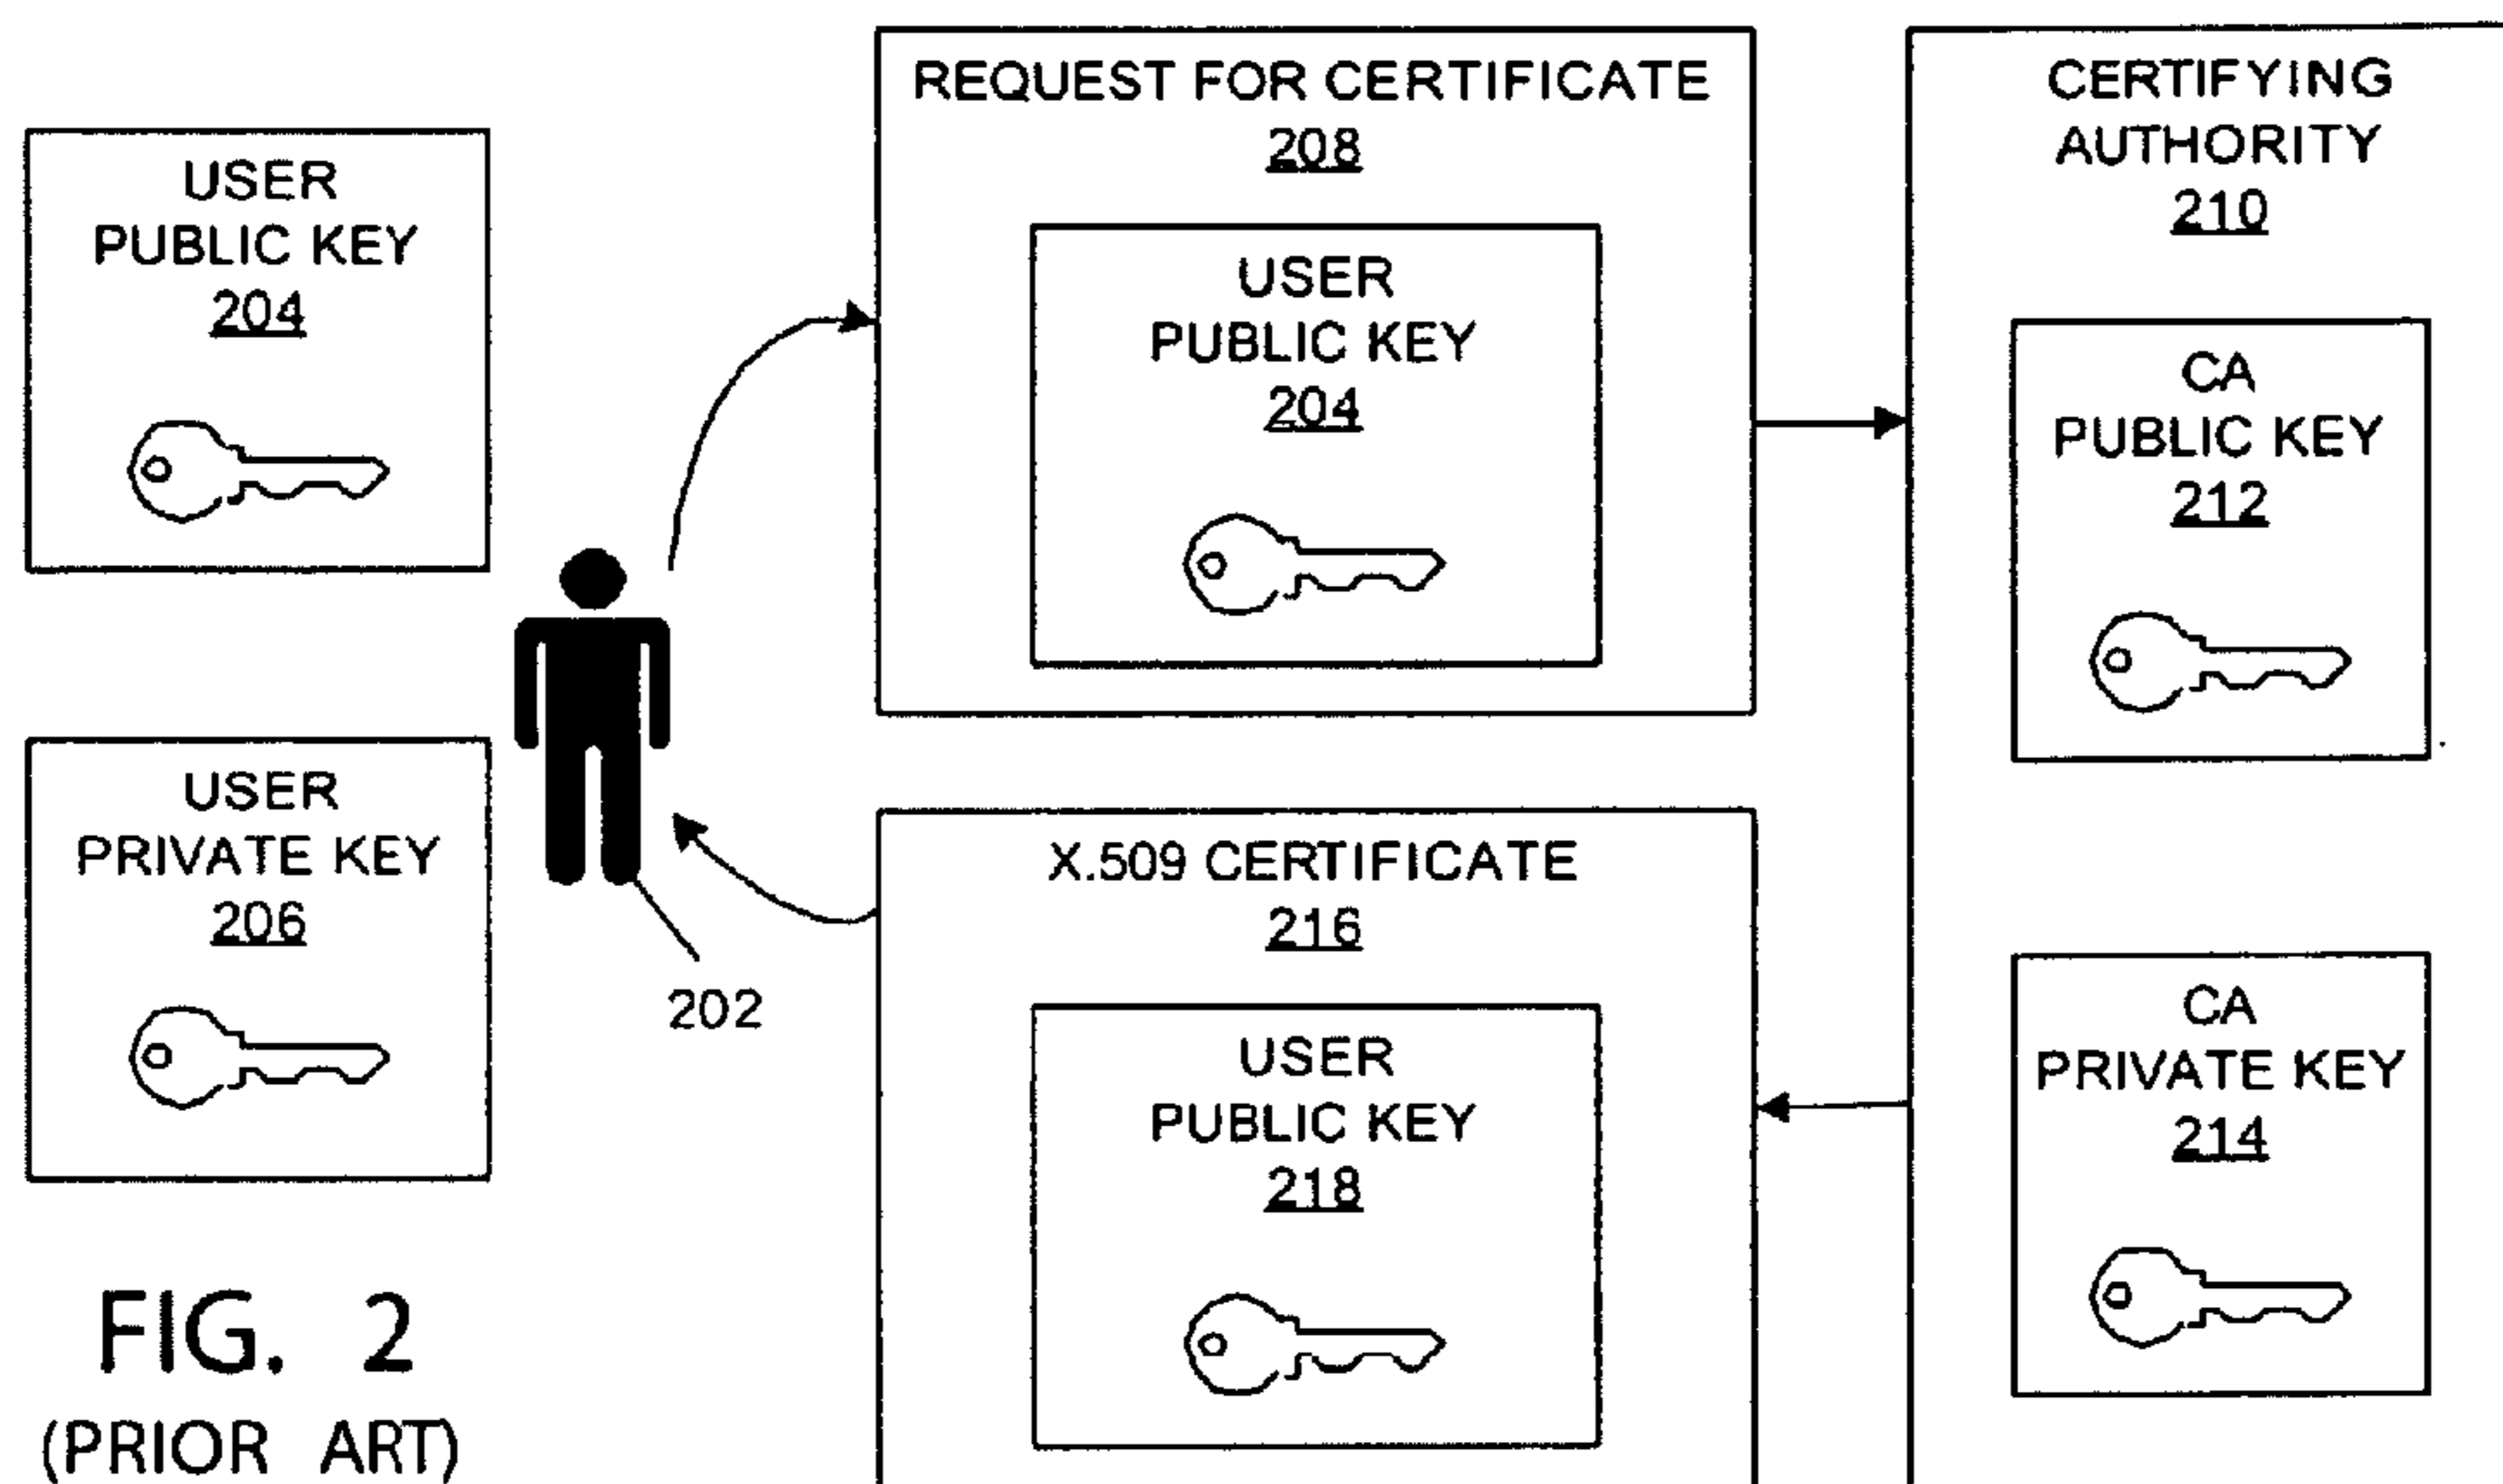 USER
PUBLIC KEY
204
USER
PRIVATE KEY
206
202
REQUEST FOR CERTIFICATE
208
USER
PUBLIC KEY
204
X.509 CERTIFICATE
216
USER
PUBLIC KEY
218
CERTIFYING
AUTHORITY
210
CA
PUBLIC KEY
212
CA
PRIVATE KEY
214
FIG. 2
(PRIOR ART)